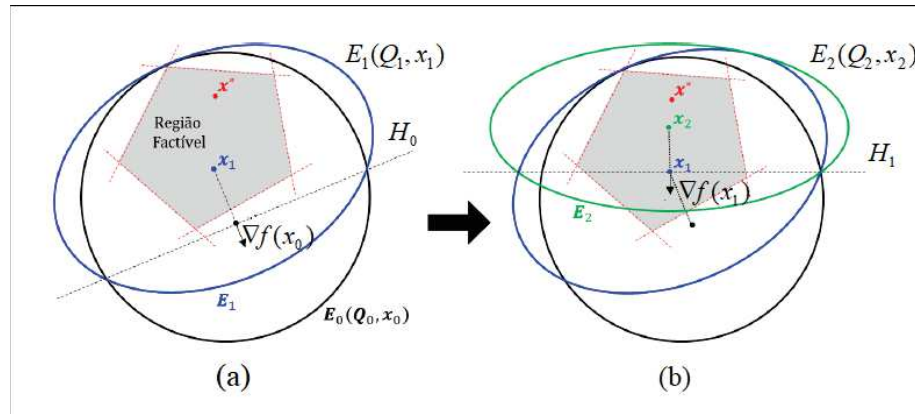 E₁(Q₁,x₁)
x*
Região
Factível
H₀
x₁
∇f(x₀)
E₁
E₀(Q₀,x₀)
(a)
E₂(Q₂,x₂)
x*
x₂
H₁
x₁
∇f(x₁)
E₂
(b)